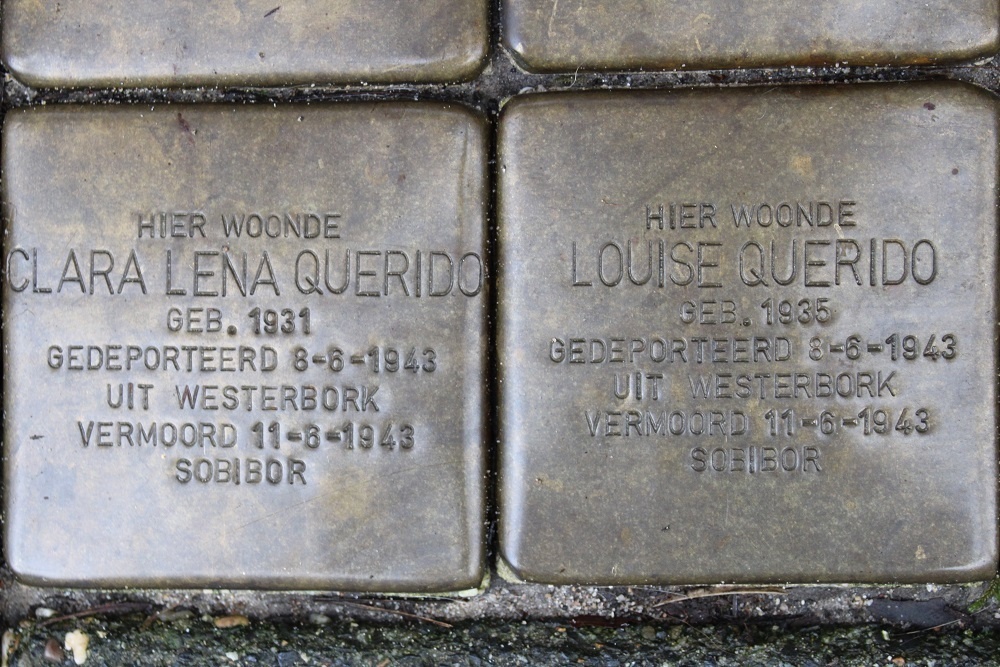 HIER WOONDE
CLARA LENA QUERIDO
GEB. 1931
GEDEPORTEERD 8-6-1943
UIT WESTERBORK
VERMOORD 11-6-1943
SOBIBOR
HIER WOONDE
LOUISE QUERIDO
GEB. 1935
GEDEPORTEERD 8-6-1943
UIT WESTERBORK
VERMOORD 11-6-1943
SOBIBOR